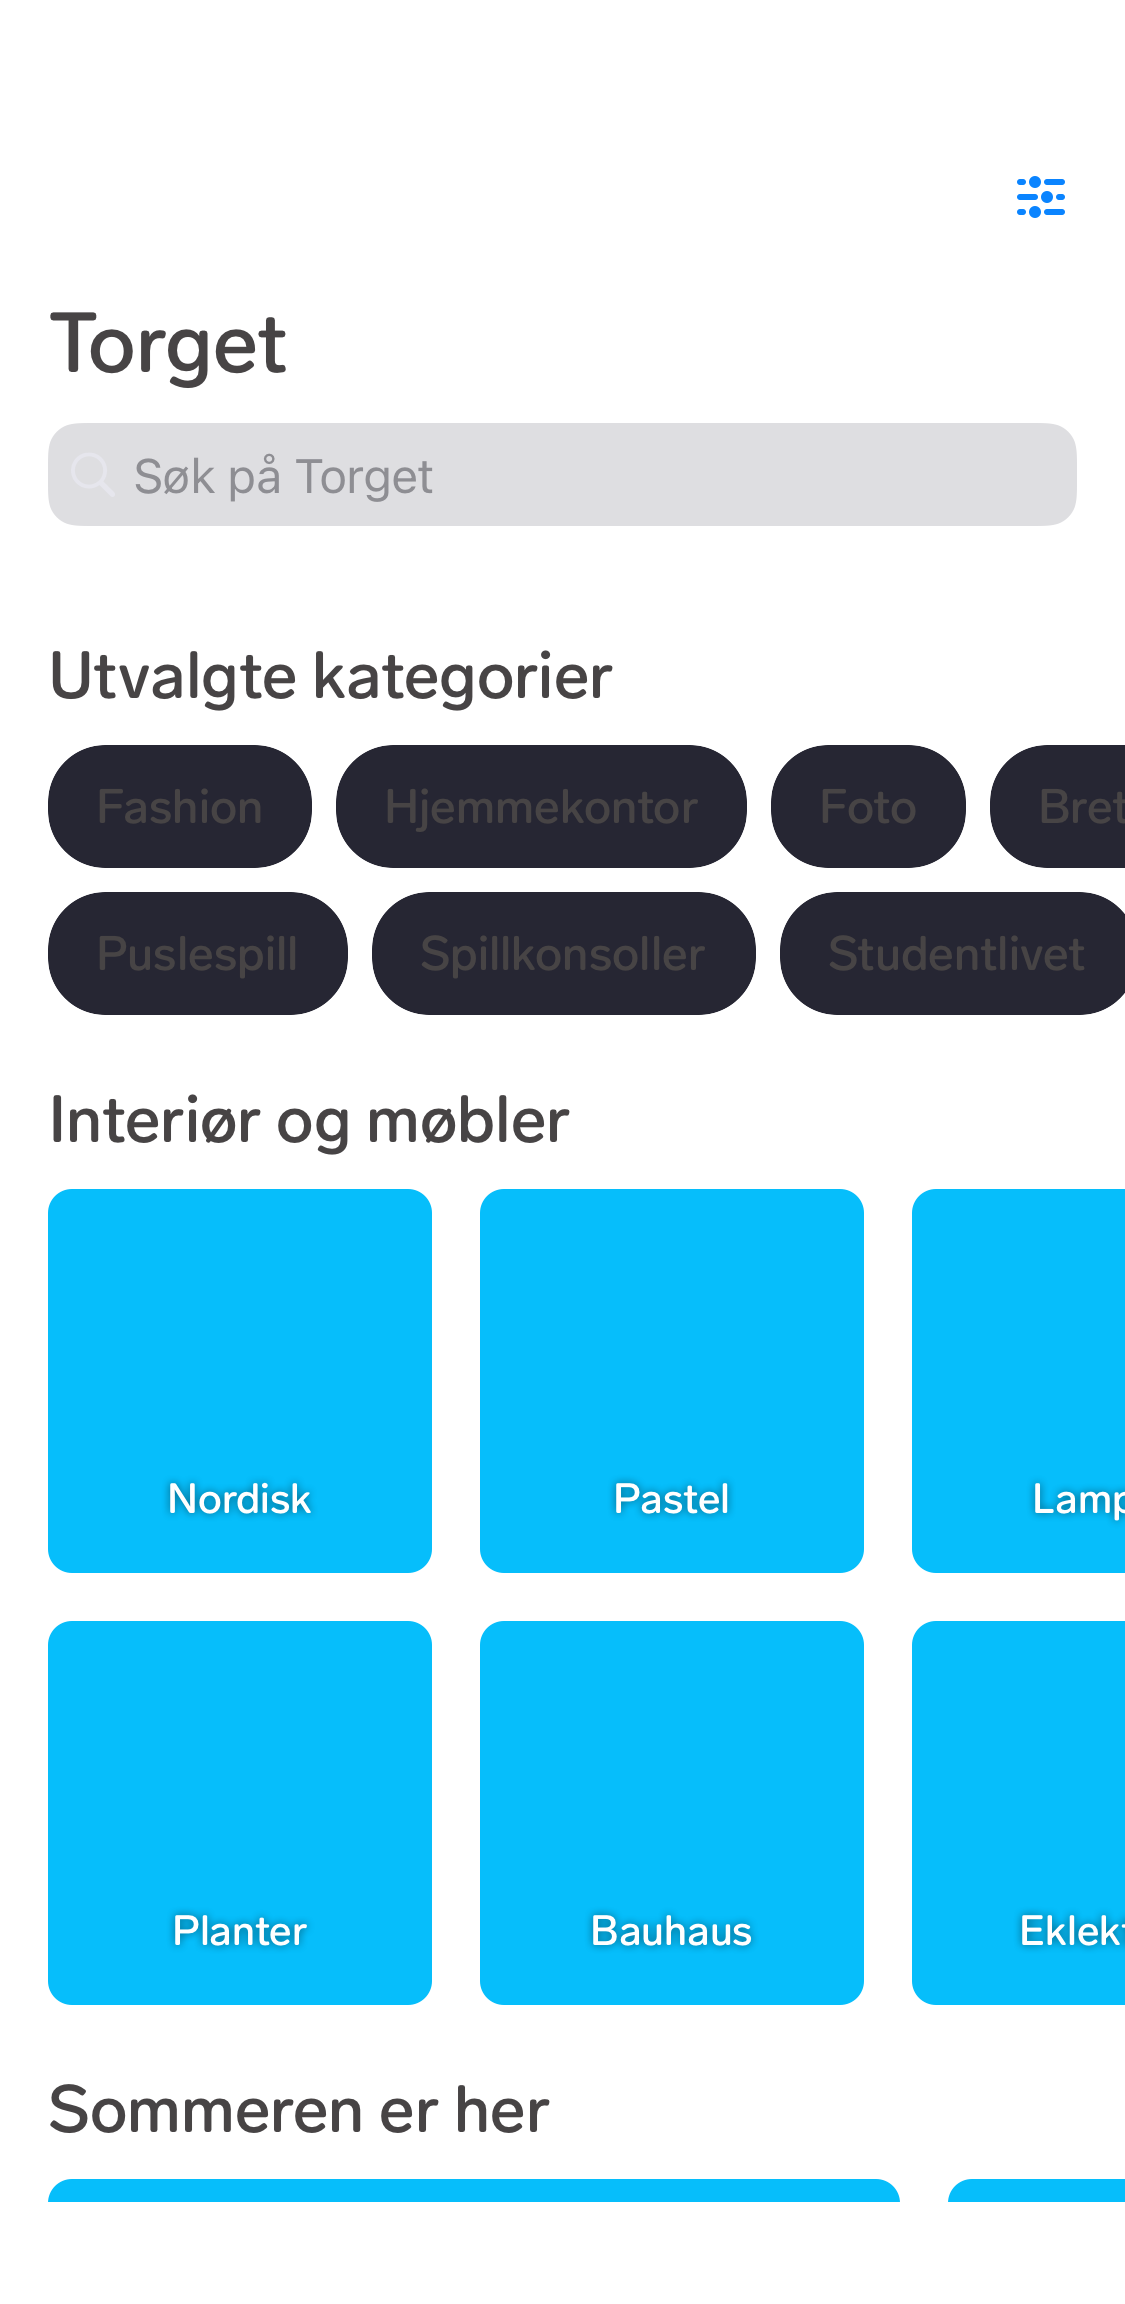 Torget
Søk på Torget
Utvalgte kategorier
Fashion Hjemmekontor Foto Bret
Puslespill Spillkonsoller Studentlivet
Interiør og møbler
Nordisk Pastel Lamp
Planter Bauhaus Eklekt
Sommeren er her